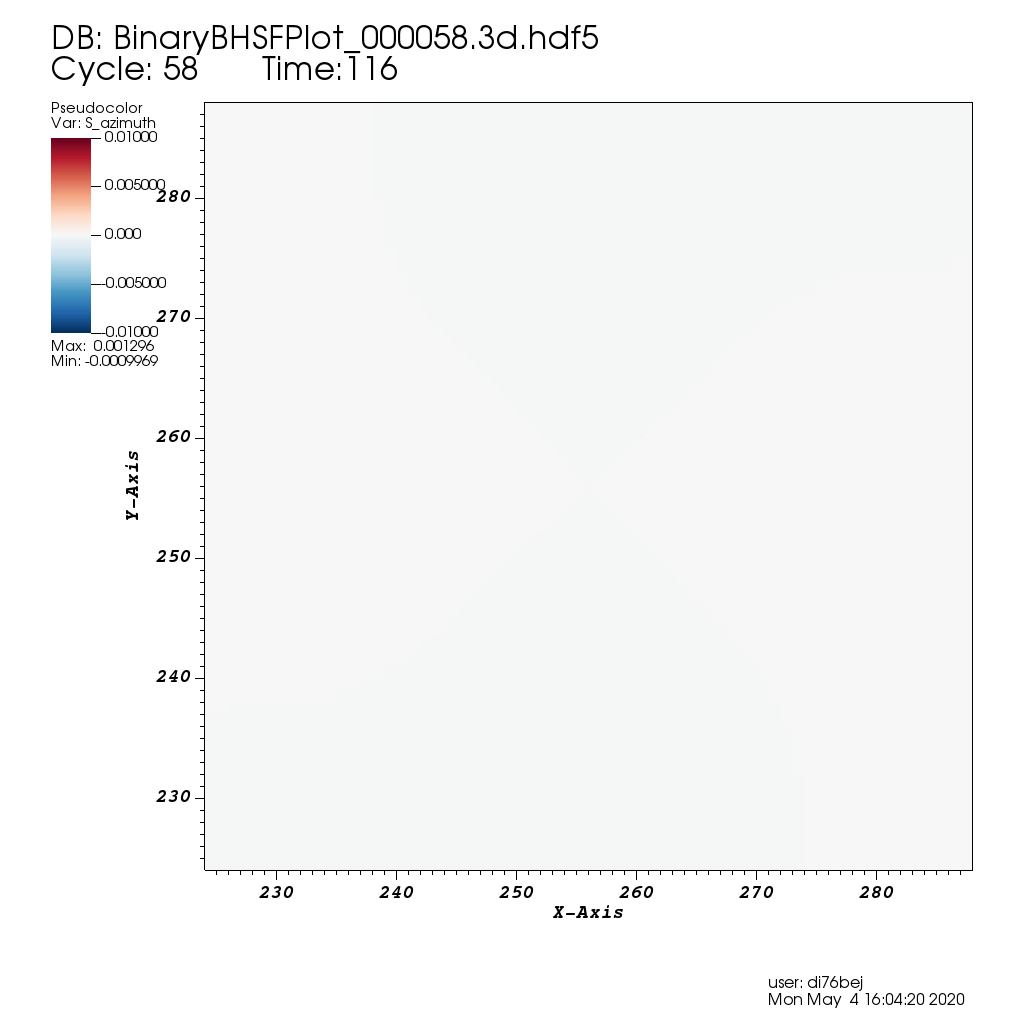 DB: BinaryBHSFPlot_000058.3d.hdf5
Cycle: 58 Time:116
Pseudocolor
Var: S_azimuth
0.01000
0.005000
0.000
-0.005000
-0.01000
Max: 0.001296
Min: -0.0009969
280
270
260
250
240
230
Y-Axis
230 240 250 260 270 280
X-Axis
user: di76bej
Mon May 4 16:04:20 2020